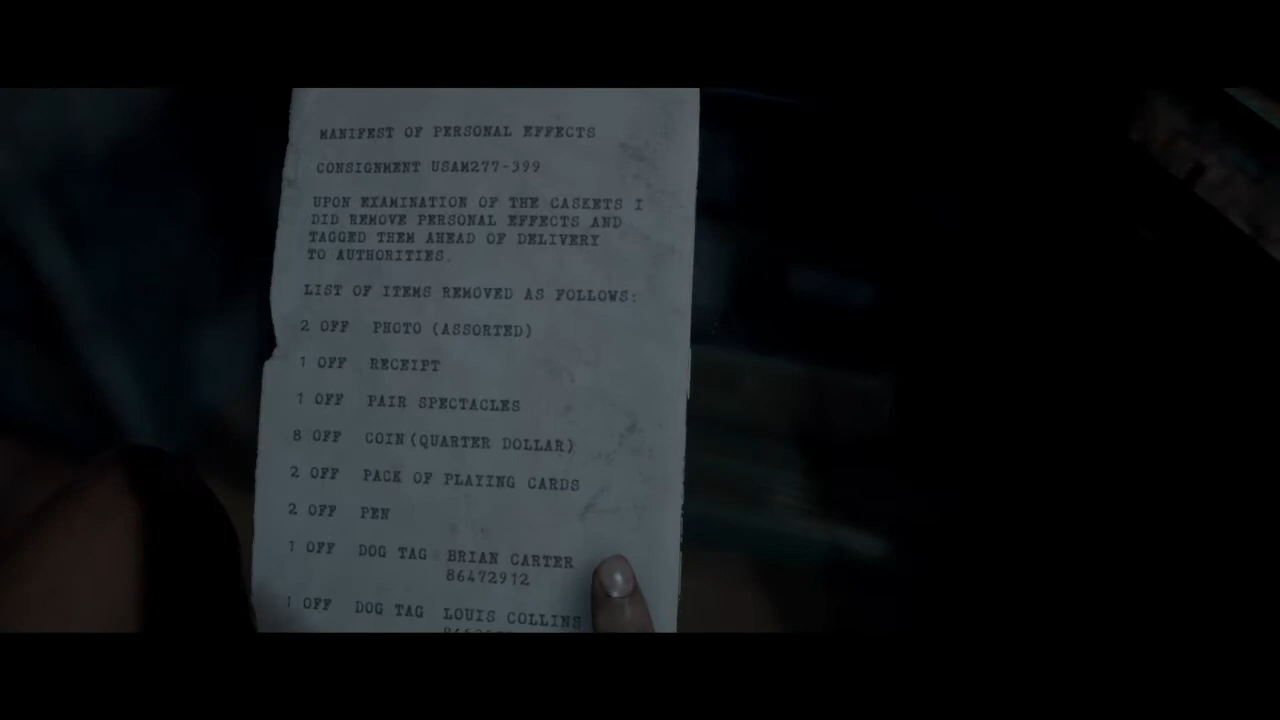 MANIFEST OF PERSONAL EFFECTS
CONSIGNMENT USAM277-399
UPON EXAMINATION OF THE CASKETS I
DID REMOVE PERSONAL EFFECTS AND
TAGGED THEM AHEAD OF DELIVERY
TO AUTHORITIES.
LIST OF ITEMS REMOVED AS FOLLOWS:
2 OFF PHOTO (ASSORTED)
1 OFF RECEIPT
1 OFF PAIR SPECTACLES
8 OFF COIN (QUARTER DOLLAR)
2 OFF PACK OF PLAYING CARDS
2 OFF PEN
1 OFF DOG TAG BRIAN CARTER
86472912
1 OFF DOG TAG LOUIS COLLINS